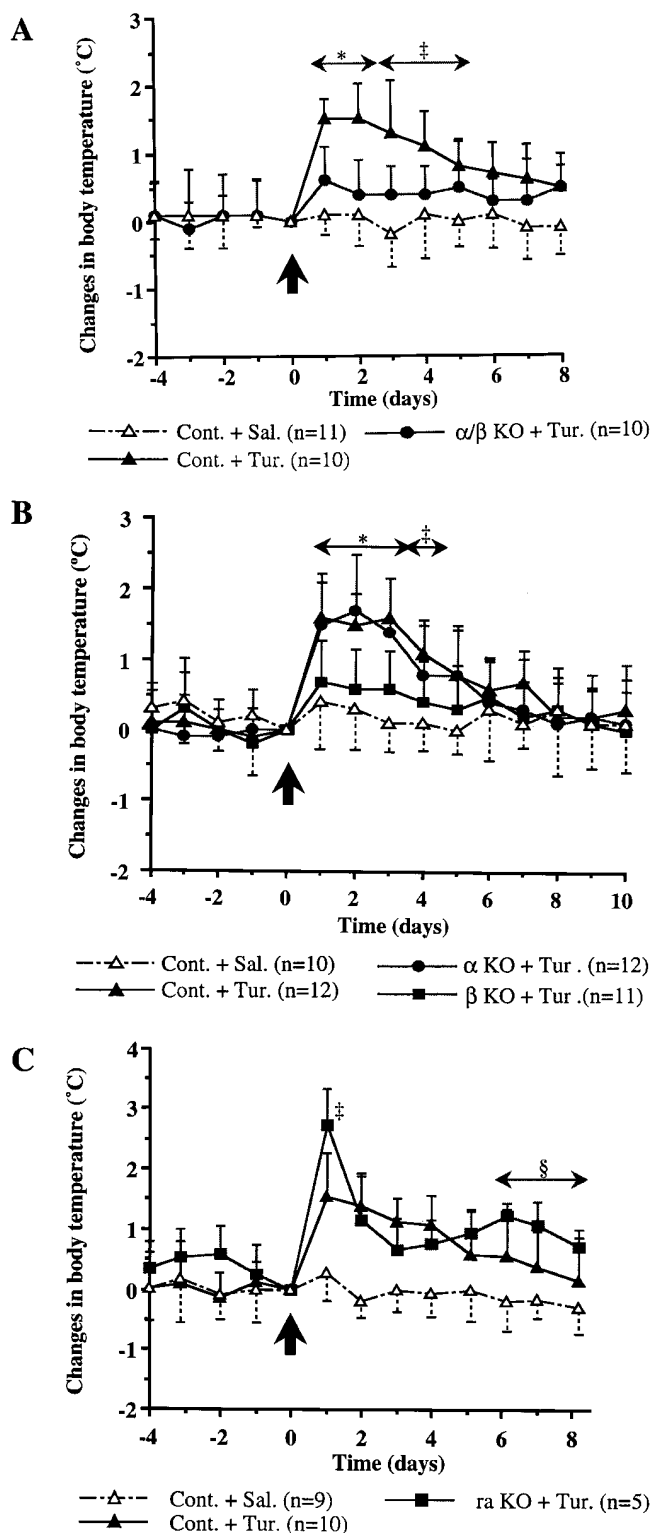 A
Changes in body temperature (˚C)
3
2
1
0
-1
-2
* ‡
-4 -2 0 2 4 6 8
Time (days)
Cont. + Sal. (n=11) α/β KO + Tur. (n=10)
Cont. + Tur. (n=10)
B
Changes in body temperature (°C)
3
2
1
0
-1
-2
* ‡
-4 -2 0 2 4 6 8 10
Time (days)
Cont. + Sal. (n=10) α KO + Tur . (n=12)
Cont. + Tur. (n=12) β KO + Tur .(n=11)
C
Changes in body temperature (˚C)
4
3
2
1
0
-1
-2
‡ §
-4 -2 0 2 4 6 8
Time (days)
Cont. + Sal. (n=9) ra KO + Tur. (n=5)
Cont. + Tur. (n=10)